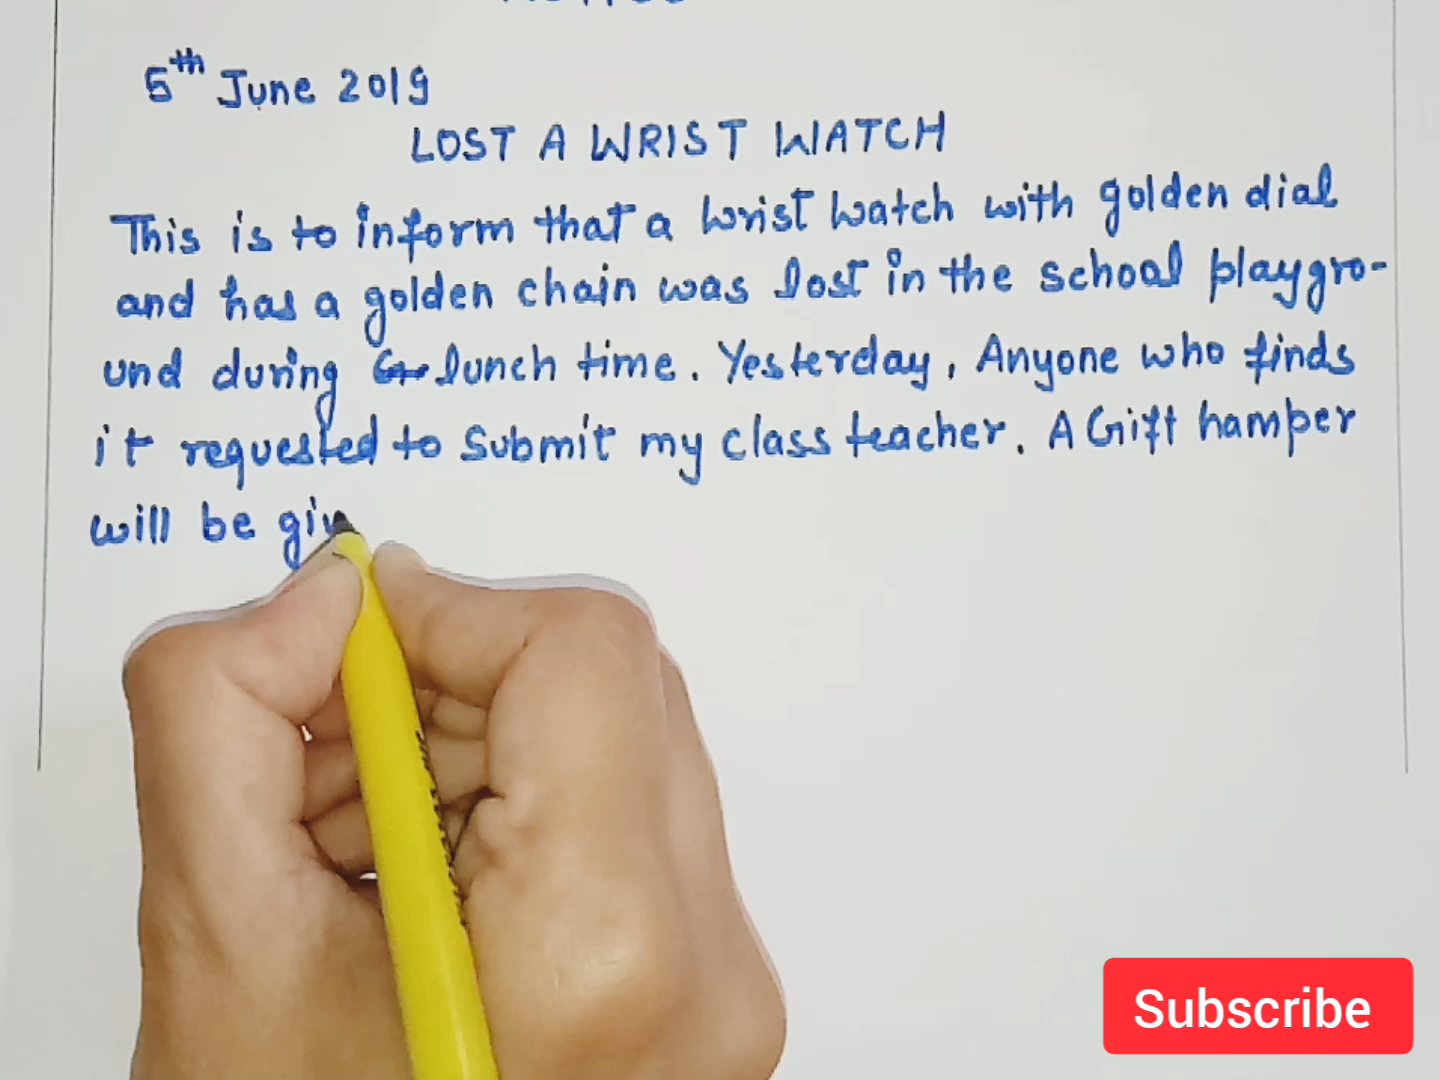 5th June 2019
LOST A WRIST WATCH
This is to inform that a wrist watch with golden dial
and has a golden chain was lost in the school playgro-
und during lunch time. Yesterday, Anyone who finds
it requested to Submit my class teacher. A Gift hamper
will be giv
Subscribe